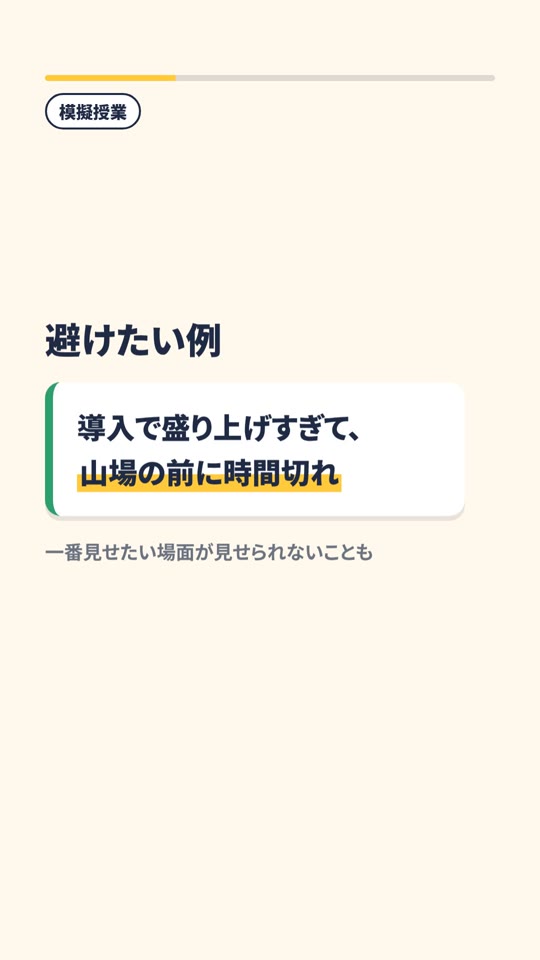 模擬授業
避けたい例
導入で盛り上げすぎて、
山場の前に時間切れ
一番見せたい場面が見せられないことも